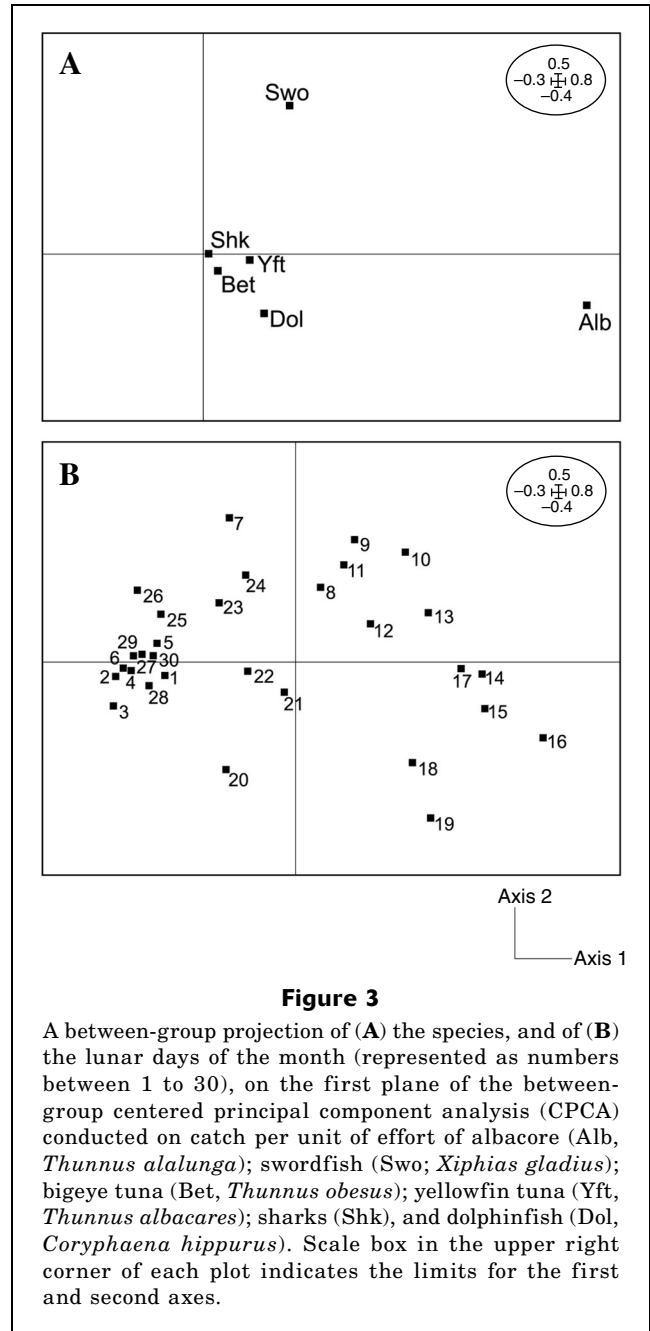 A
0.5
–0.3 0.8
–0.4
Swo
Shk
Yft
Bet
Dol
Alb
B
0.5
–0.3 0.8
–0.4
7
9
10
24
11
26
8
23
25
13
12
29
5
6
27
30
22
17
14
2
4
1
28
21
3
15
16
18
20
19
Axis 2
Axis 1
Figure 3
A between-group projection of (A) the species, and of (B)
the lunar days of the month (represented as numbers
between 1 to 30), on the first plane of the between-
group centered principal component analysis (CPCA)
conducted on catch per unit of effort of albacore (Alb,
Thunnus alalunga); swordfish (Swo; Xiphias gladius);
bigeye tuna (Bet, Thunnus obesus); yellowfin tuna (Yft,
Thunnus albacares); sharks (Shk), and dolphinfish (Dol,
Coryphaena hippurus). Scale box in the upper right
corner of each plot indicates the limits for the first
and second axes.